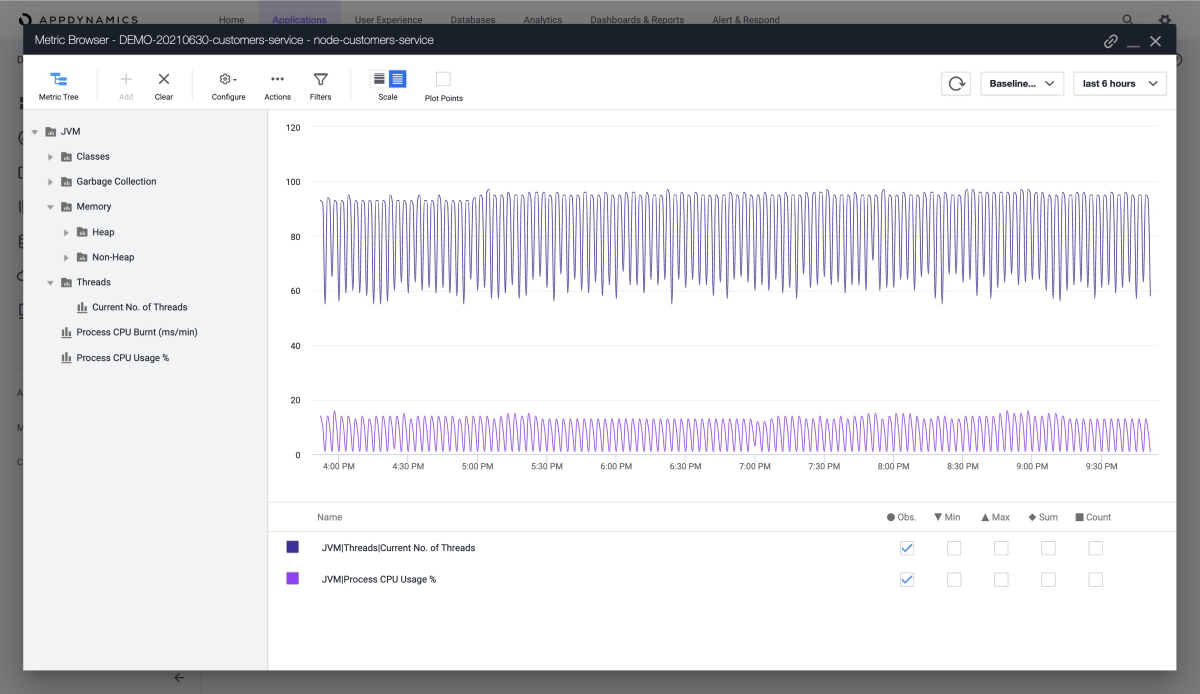 APPDYNAMICS
Home Applications User Experience Databases Analytics Dashboards & Reports Alert & Respond
Metric Browser - DEMO-20210630-customers-service - node-customers-service
Metric Tree Add Clear Configure Actions Filters Scale Plot Points Baseline... last 6 hours
JVM
Classes
Garbage Collection
Memory
Heap
Non-Heap
Threads
Current No. of Threads
Process CPU Burnt (ms/min)
Process CPU Usage %
120
100
80
60
40
20
0
4:00 PM 4:30 PM 5:00 PM 5:30 PM 6:00 PM 6:30 PM 7:00 PM 7:30 PM 8:00 PM 8:30 PM 9:00 PM 9:30 PM
Name Obs. Min Max Sum Count
JVM|Threads|Current No. of Threads
JVM|Process CPU Usage %